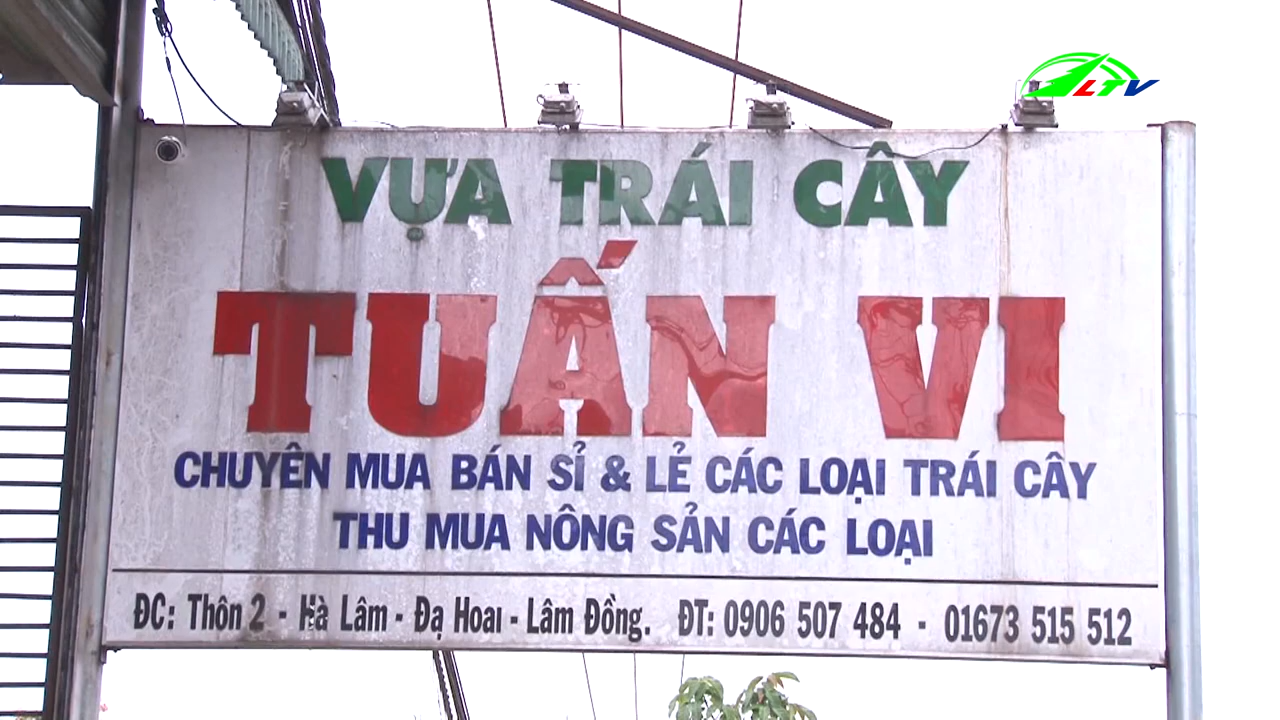 LTV
VỰA TRÁI CÂY
TUẤN VI
CHUYÊN MUA BÁN SỈ & LẺ CÁC LOẠI TRÁI CÂY
THU MUA NÔNG SẢN CÁC LOẠI
ĐC: Thôn 2 - Hà Lâm - Đạ Hoai - Lâm Đồng. ĐT: 0906 507 484 - 01673 515 512